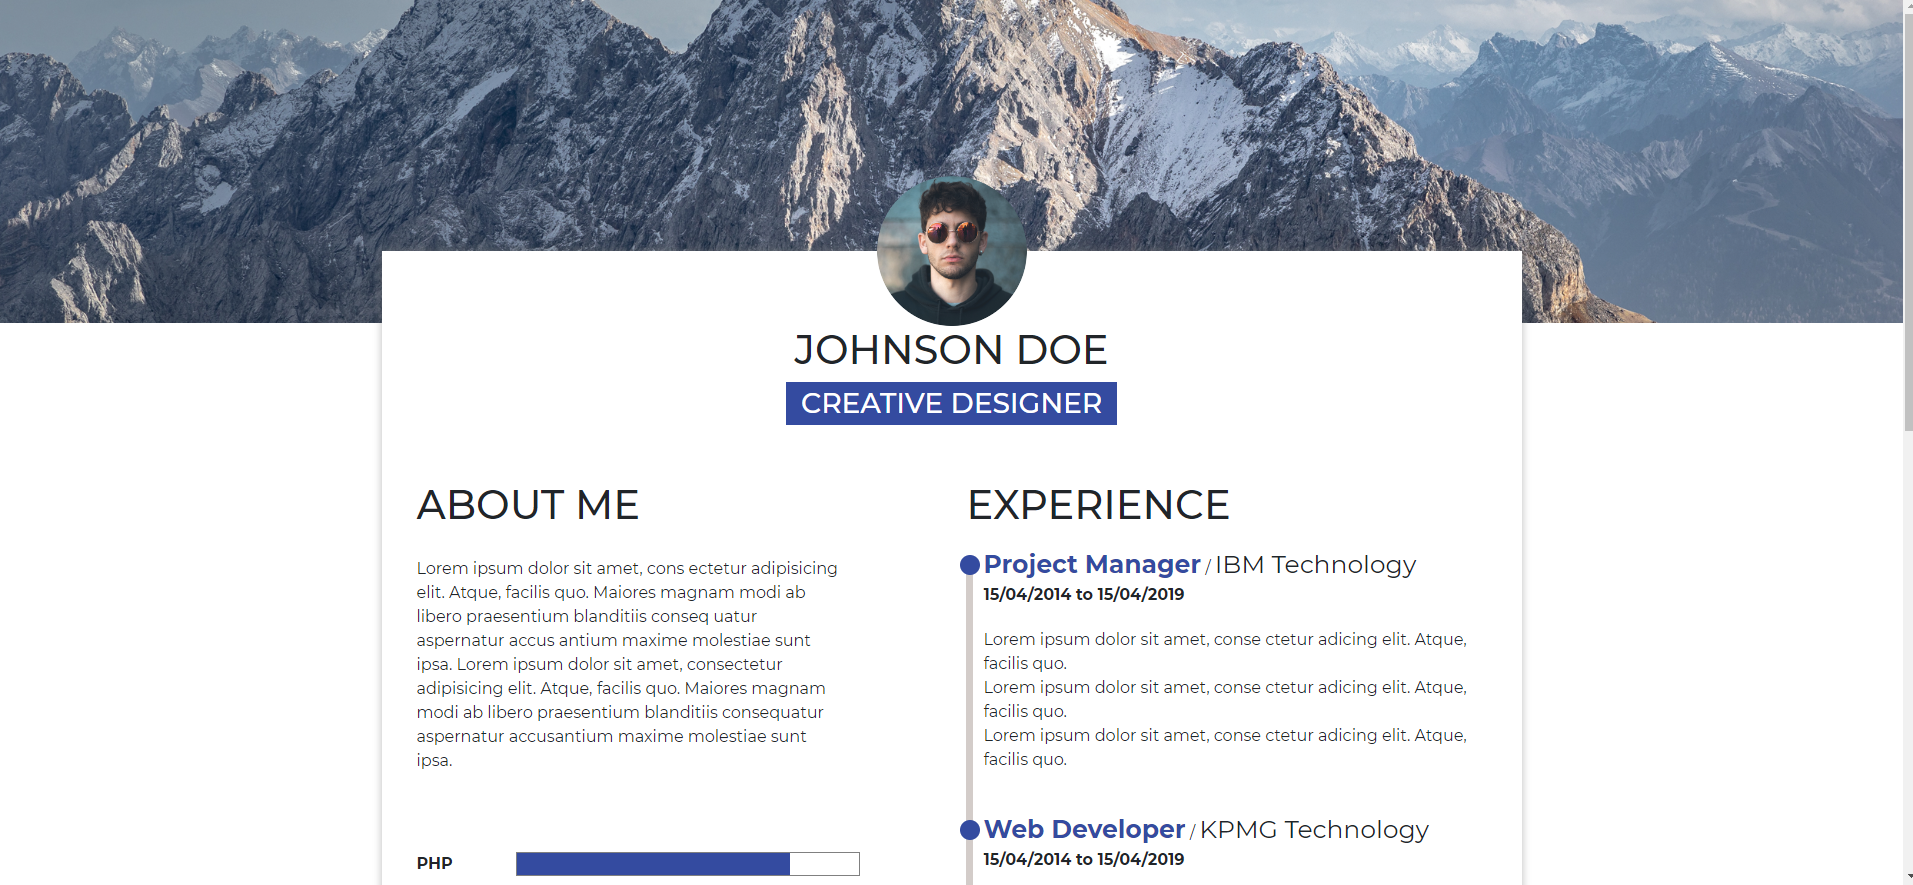 JOHNSON DOE
CREATIVE DESIGNER
ABOUT ME
Lorem ipsum dolor sit amet, cons ectetur adipisicing
elit. Atque, facilis quo. Maiores magnam modi ab
libero praesentium blanditiis conseq uatur
aspernatur accus antium maxime molestiae sunt
ipsa. Lorem ipsum dolor sit amet, consectetur
adipisicing elit. Atque, facilis quo. Maiores magnam
modi ab libero praesentium blanditiis consequatur
aspernatur accusantium maxime molestiae sunt
ipsa.
PHP
EXPERIENCE
Project Manager / IBM Technology
15/04/2014 to 15/04/2019
Lorem ipsum dolor sit amet, conse ctetur adicing elit. Atque,
facilis quo.
Lorem ipsum dolor sit amet, conse ctetur adicing elit. Atque,
facilis quo.
Lorem ipsum dolor sit amet, conse ctetur adicing elit. Atque,
facilis quo.
Web Developer / KPMG Technology
15/04/2014 to 15/04/2019